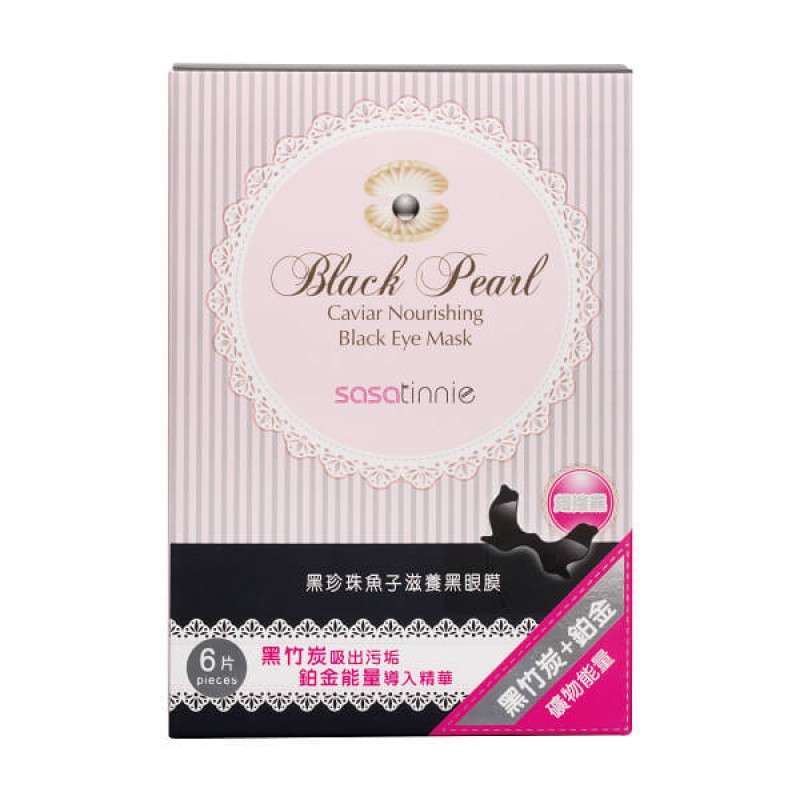 Black Pearl
Caviar Nourishing
Black Eye Mask
sasatinnie
黑珍珠魚子滋養黑眼膜
6片
pieces
黑竹炭吸出污垢
鉑金能量導入精華
黑竹炭+鉑金
礦物能量